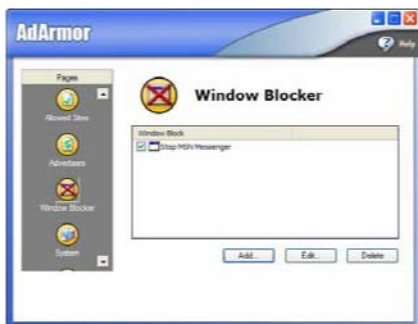 AdArmor
Help
Pages
Allowed Sites
Advertisers
Window Blocker
System
Window Blocker
Window Block
Stop MSN Messenger
Add...
Edit...
Delete